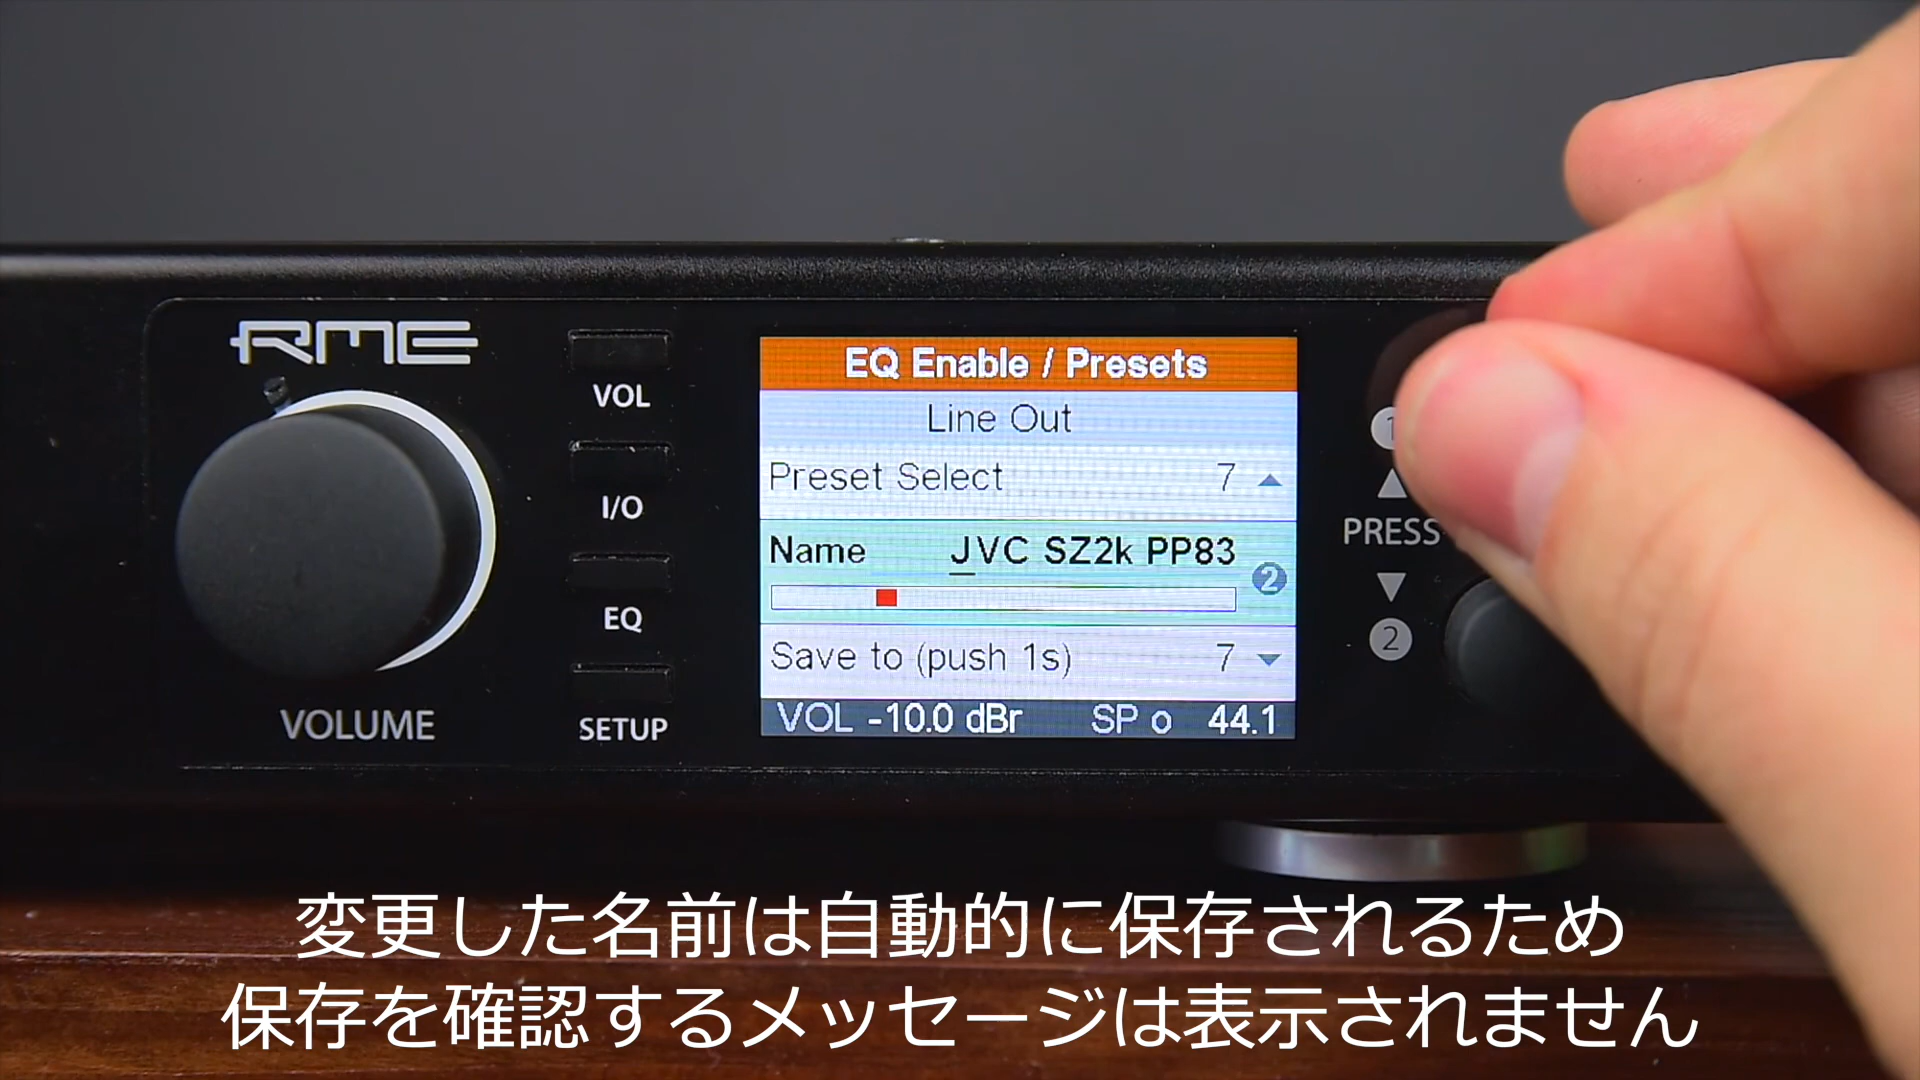 RME
VOLUME
VOL
I/O
EQ
SETUP
EQ Enable / Presets
Line Out
Preset Select 7
Name JVC SZ2k PP83
2
Save to (push 1s) 7
VOL -10.0 dBr SP o 44.1
1
PRESS
2
変更した名前は自動的に保存されるため
保存を確認するメッセージは表示されません